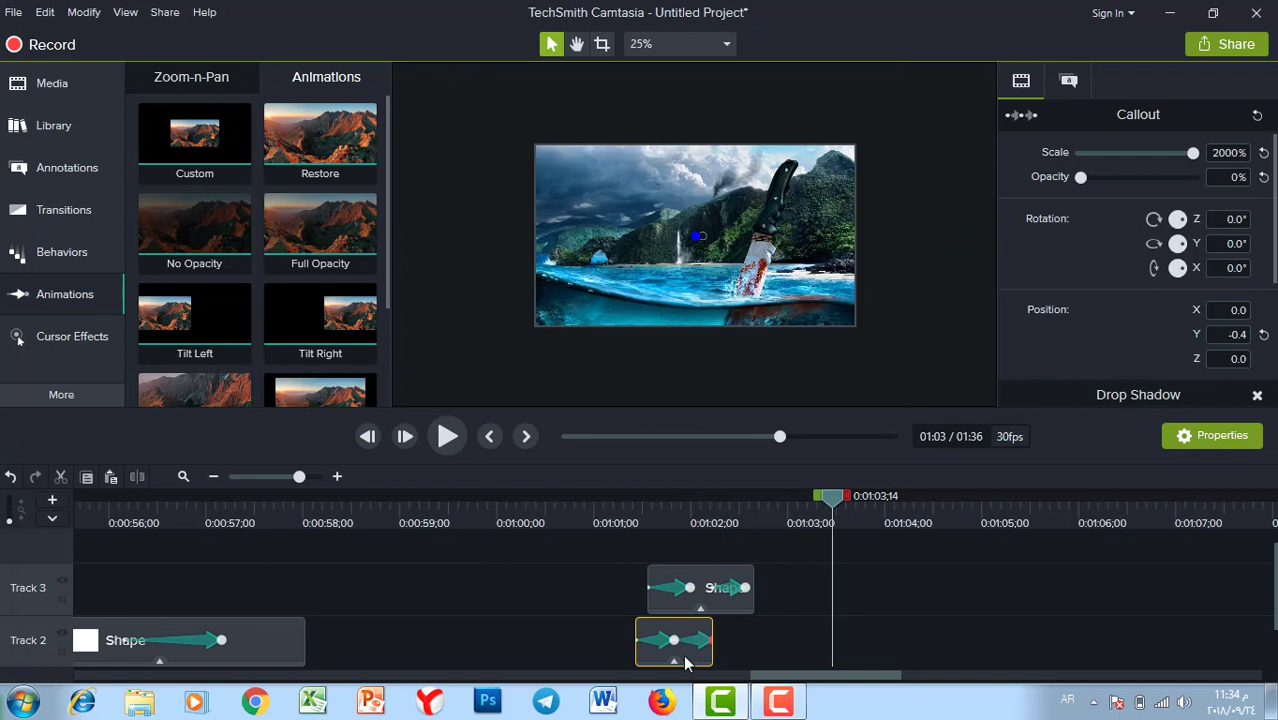 File Edit Modify View Share Help
TechSmith Camtasia - Untitled Project*
Sign In
Record
25%
Share
Media
Library
Annotations
Transitions
Behaviors
Animations
Cursor Effects
More
Zoom-n-Pan
Animations
Custom
Restore
No Opacity
Full Opacity
Tilt Left
Tilt Right
Callout
Scale 2000%
Opacity 0%
Rotation: Z 0.0°
Y 0.0°
X 0.0°
Position: X 0.0
Y -0.4
Z 0.0
Drop Shadow
01:03 / 01:36 30fps
Properties
0:01:03;14
0:00:56;00 0:00:57;00 0:00:58;00 0:00:59;00 0:01:00;00 0:01:01;00 0:01:02;00 0:01:03;00 0:01:04;00 0:01:05;00 0:01:06;00 0:01:07;00
Track 3
Shape
Track 2
Shape
AR
١١:٣٤ م
٢٠١٨/٠٩/٢٤